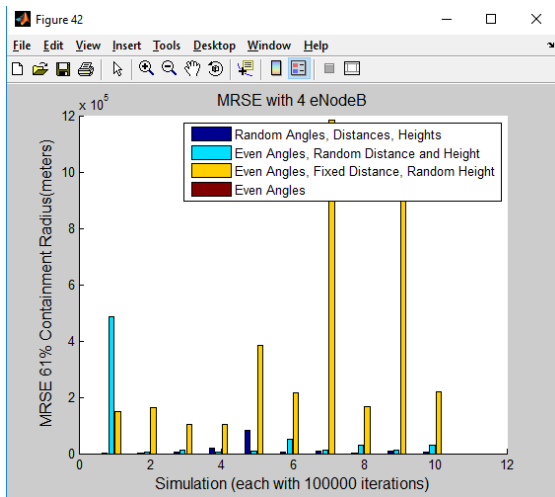 Figure 42
File Edit View Insert Tools Desktop Window Help
MRSE with 4 eNodeB
x 10^5
12
10
8
6
4
2
0
MRSE 61% Containment Radius(meters)
Random Angles, Distances, Heights
Even Angles, Random Distance and Height
Even Angles, Fixed Distance, Random Height
Even Angles
0 2 4 6 8 10 12
Simulation (each with 100000 iterations)